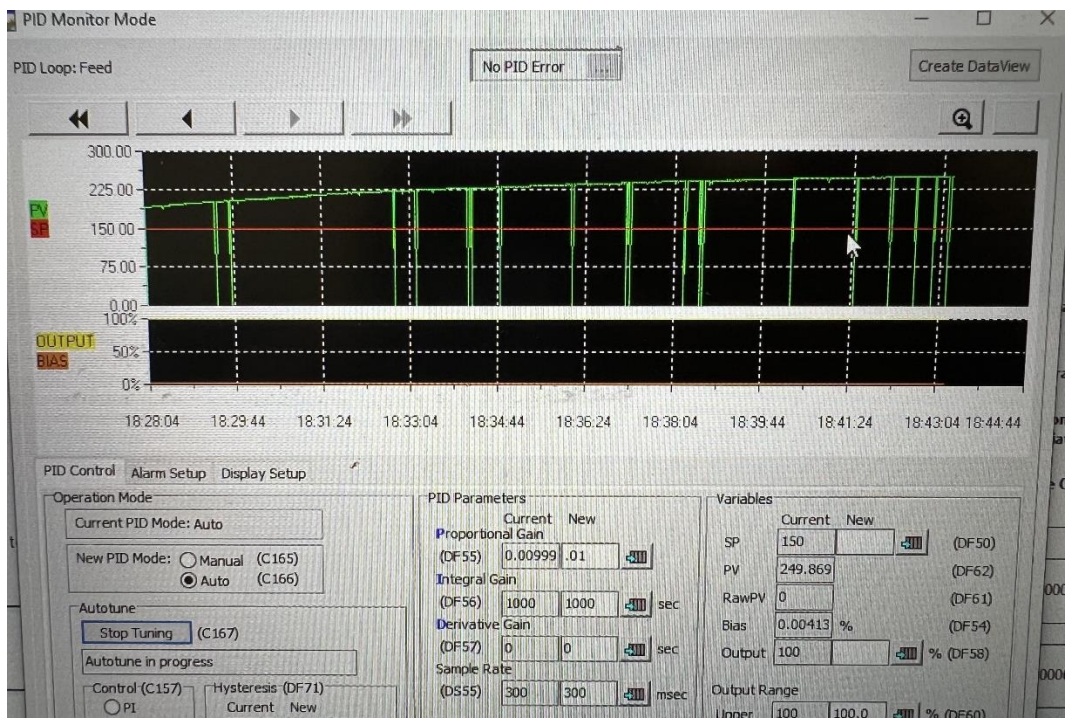 PID Monitor Mode
PID Loop: Feed
No PID Error ...
Create DataView
300.00
225.00
PV
SP
150.00
75.00
0.00
100%
OUTPUT
50%
BIAS
0%
18:28:04 18:29:44 18:31:24 18:33:04 18:34:44 18:36:24 18:38:04 18:39:44 18:41:24 18:43:04 18:44:44
PID Control Alarm Setup Display Setup
Operation Mode
Current PID Mode: Auto
New PID Mode: Manual (C165)
Auto (C166)
Autotune
Stop Tuning (C167)
Autotune in progress
Control (C157)
PI
Hysteresis (DF71)
Current New
PID Parameters
Current New
Proportional Gain
(DF55) 0.00999 .01
Integral Gain
(DF56) 1000 1000 sec
Derivative Gain
(DF57) 0 0 sec
Sample Rate
(DS55) 300 300 msec
Variables
Current New
SP 150 (DF50)
PV 249.869 (DF62)
RawPV 0 (DF61)
Bias 0.00413 % (DF54)
Output 100 % (DF58)
Output Range
Upper 100 100.0 % (DF60)